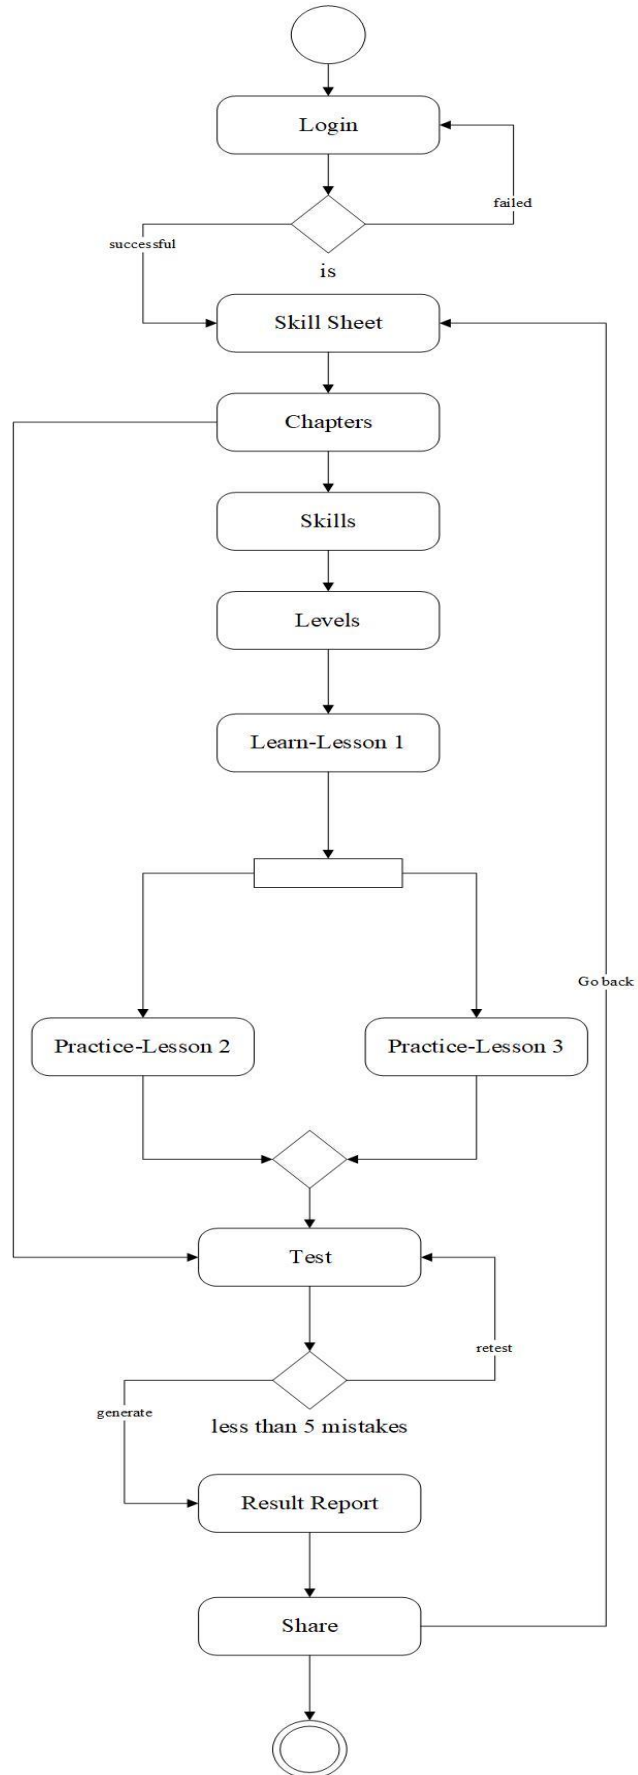 Login
failed
successful
is
Skill Sheet
Chapters
Skills
Levels
Learn-Lesson 1
Go back
Practice-Lesson 2
Practice-Lesson 3
Test
retest
generate
less than 5 mistakes
Result Report
Share